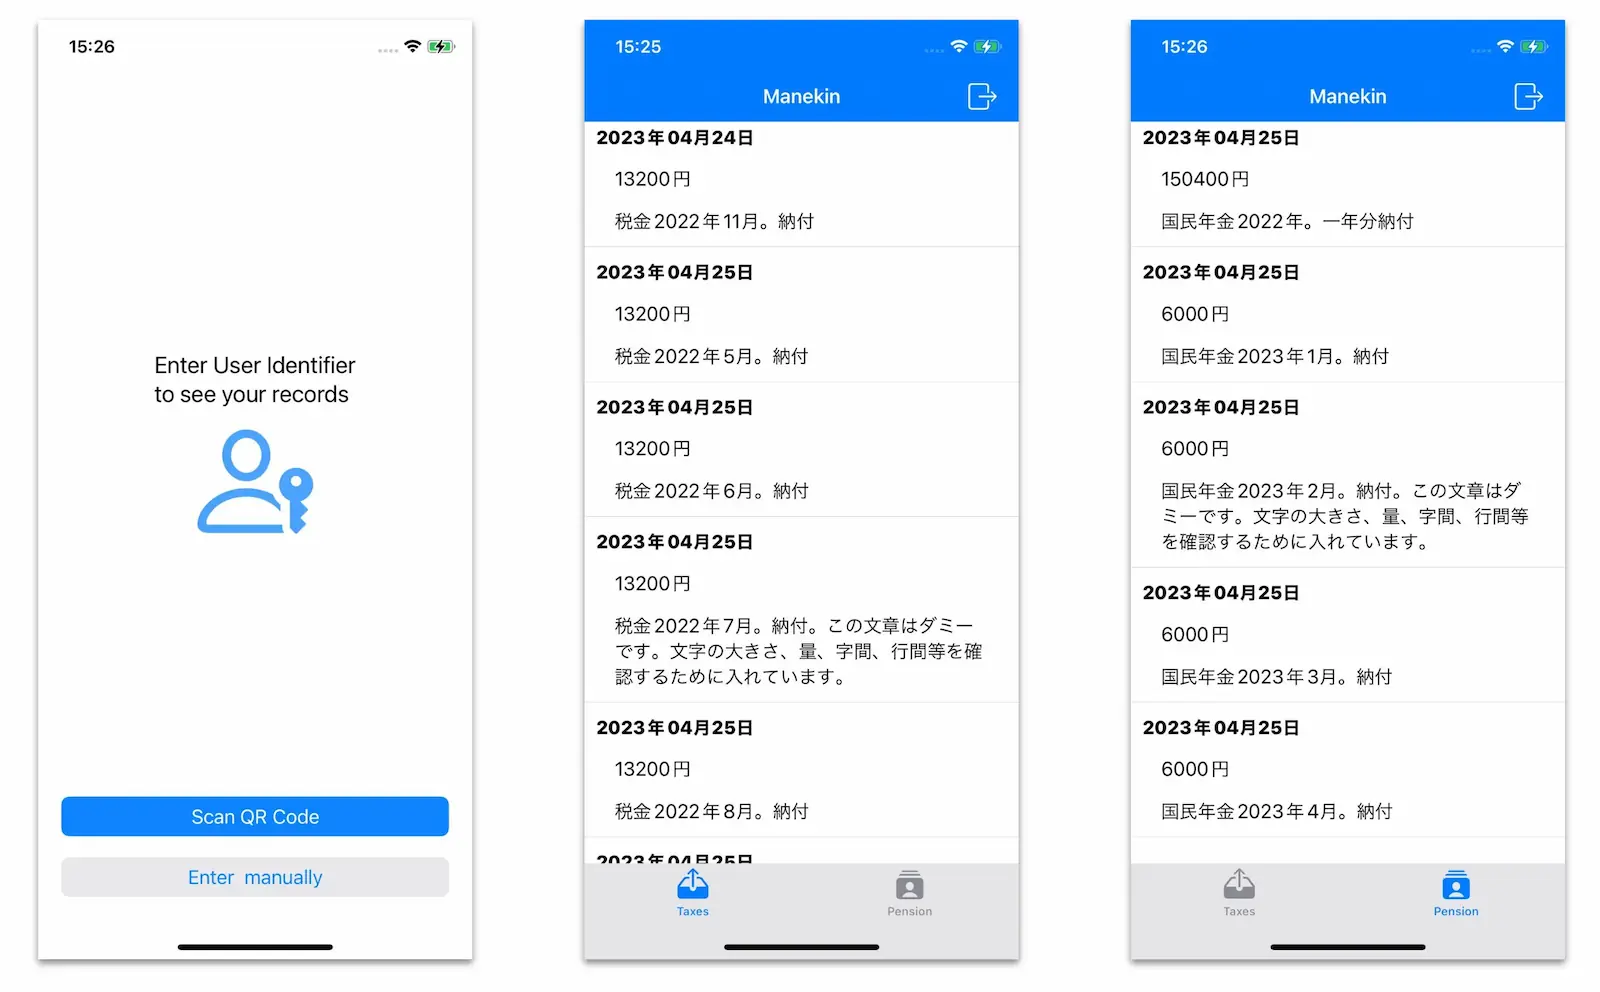 15:26
Enter User Identifier
to see your records
Scan QR Code
Enter manually
15:25
Manekin
2023年04月24日
13200円
税金2022年11月。納付
2023年04月25日
13200円
税金2022年5月。納付
2023年04月25日
13200円
税金2022年6月。納付
2023年04月25日
13200円
税金2022年7月。納付。この文章はダミー
です。文字の大きさ、量、字間、行間等を確
認するために入れています。
2023年04月25日
13200円
税金2022年8月。納付
2023年04月25日
Taxes
Pension
15:26
Manekin
2023年04月25日
150400円
国民年金2022年。一年分納付
2023年04月25日
6000円
国民年金2023年1月。納付
2023年04月25日
6000円
国民年金2023年2月。納付。この文章はダ
ミーです。文字の大きさ、量、字間、行間等
を確認するために入れています。
2023年04月25日
6000円
国民年金2023年3月。納付
2023年04月25日
6000円
国民年金2023年4月。納付
Taxes
Pension